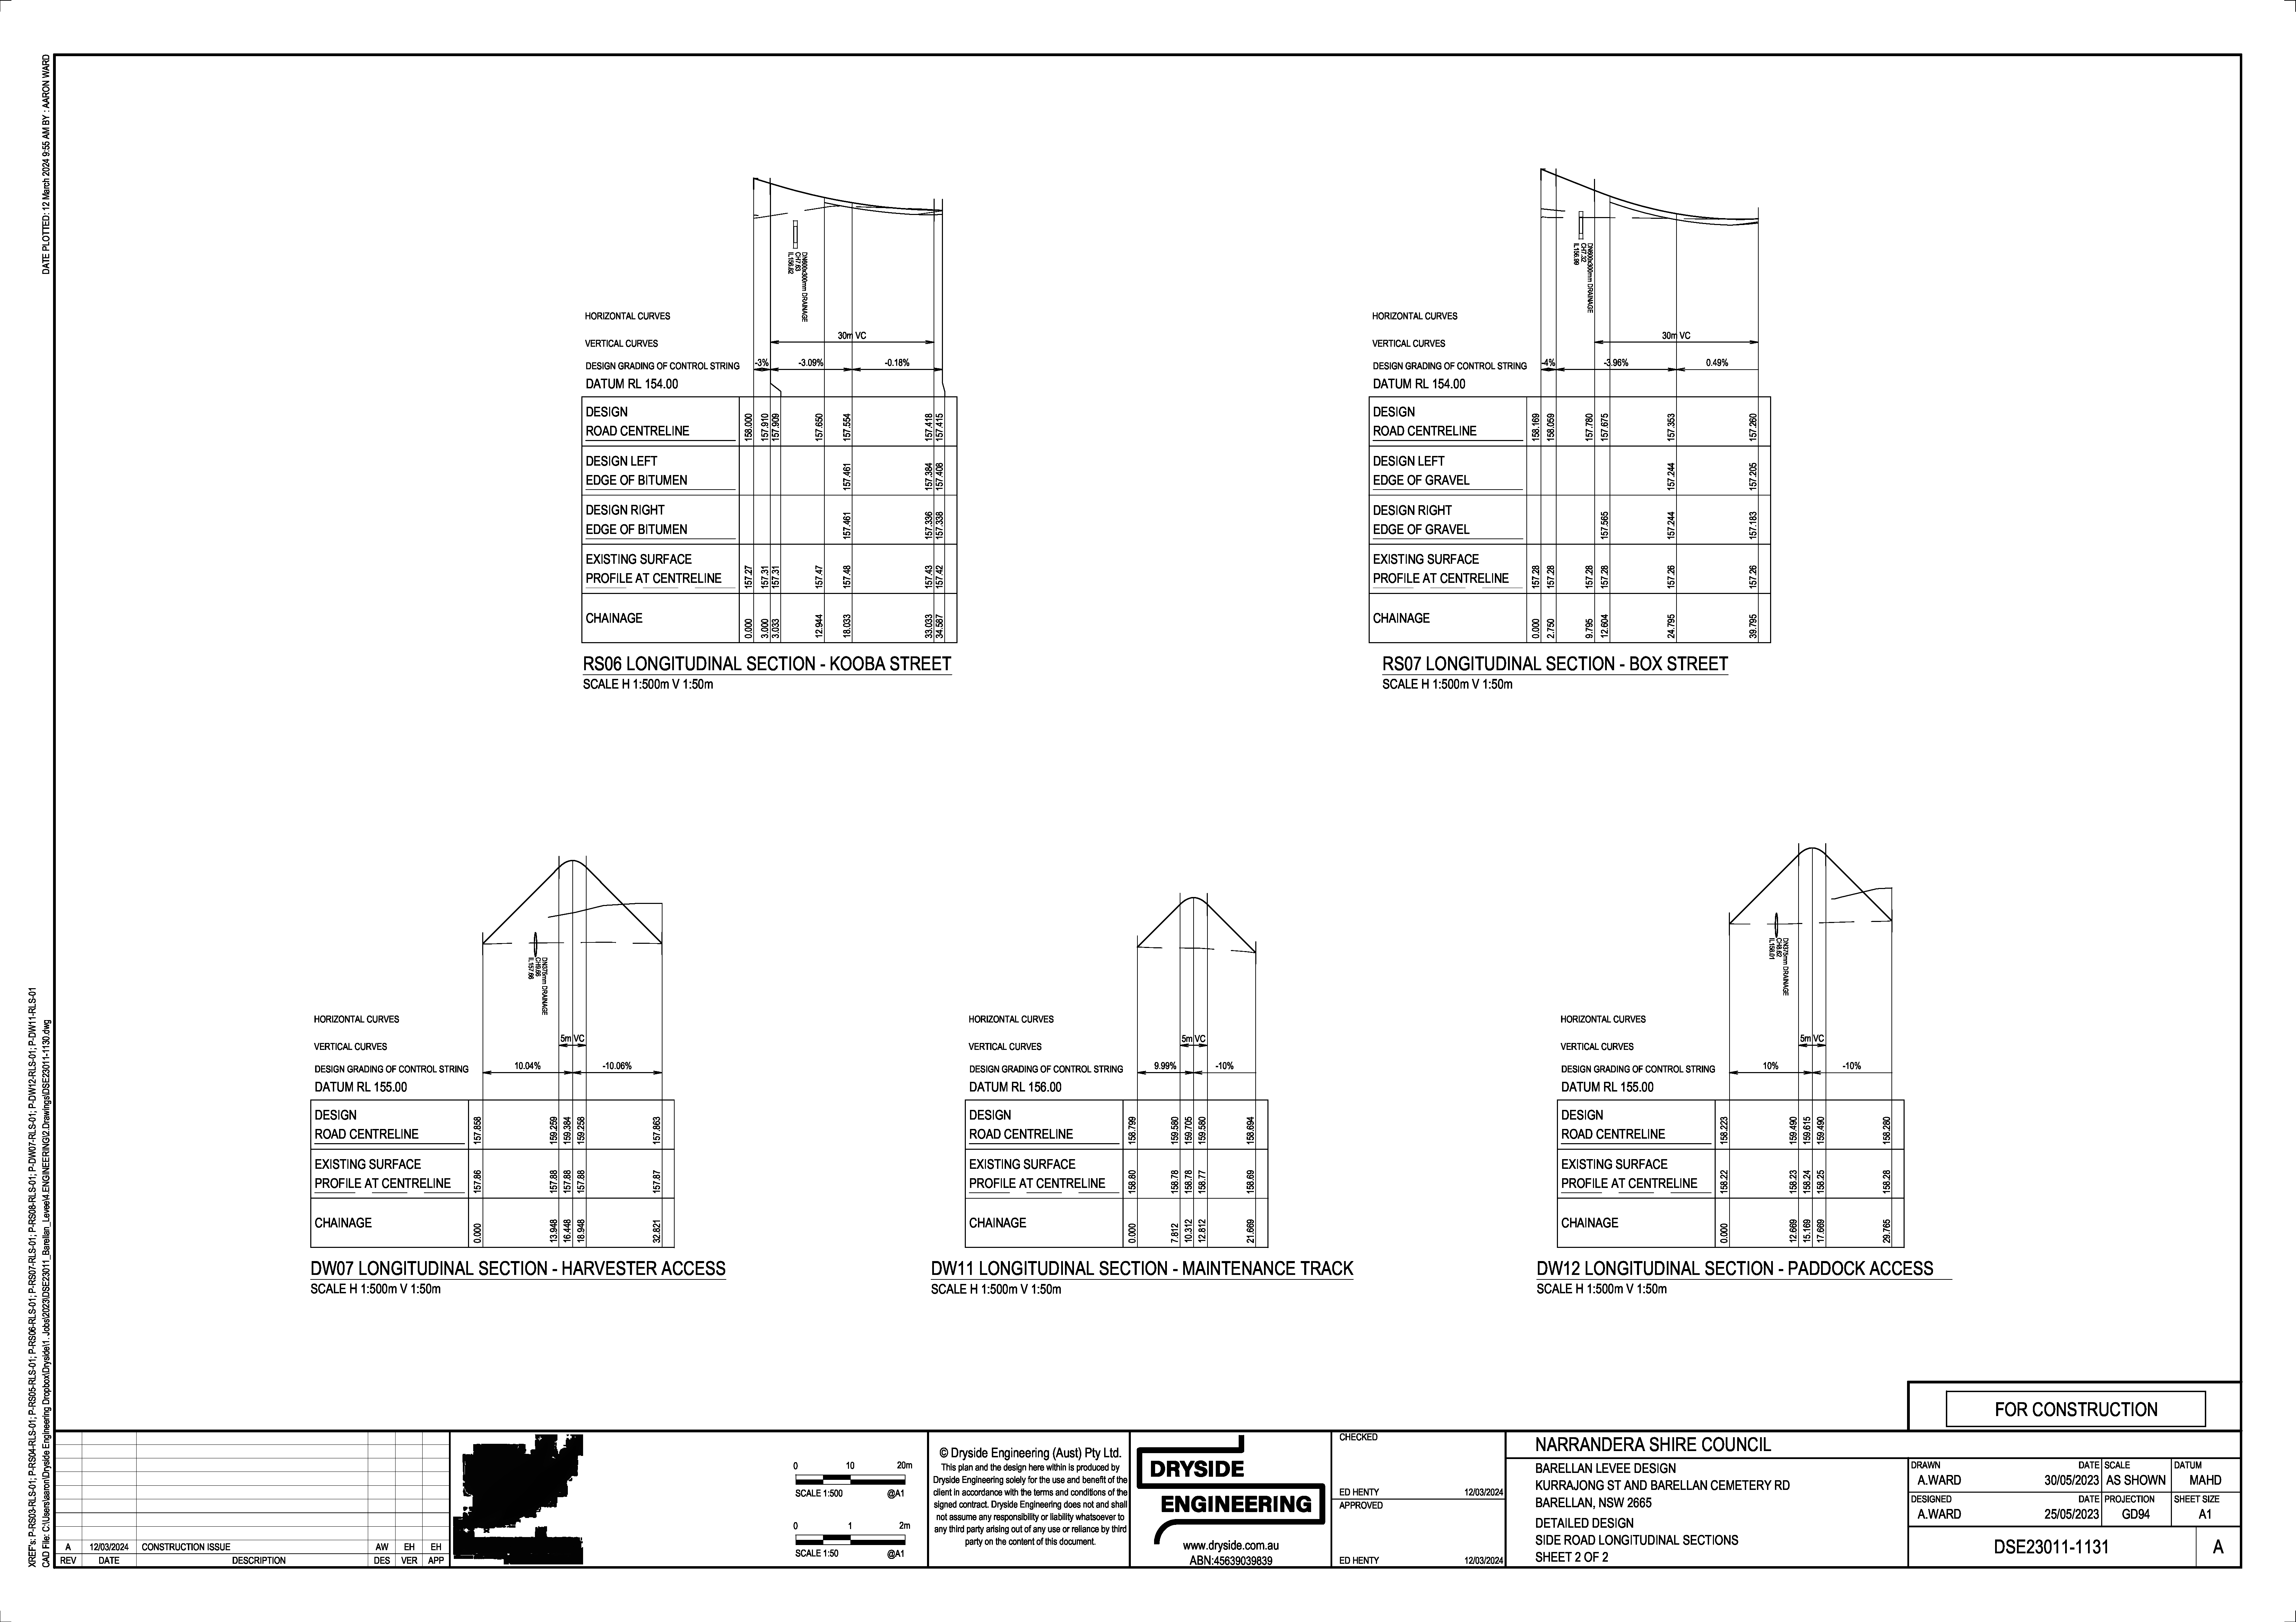 DATE PLOTTED: 12 March 2024 9:55 AM BY : AARON WARD
XREF's: P-RS03-RLS-01; P-RS04-RLS-01; P-RS05-RLS-01; P-RS06-RLS-01; P-RS07-RLS-01; P-RS08-RLS-01; P-DW07-RLS-01; P-DW12-RLS-01; P-DW11-RLS-01
CAD File: C:\Users\aaron\Dryside Engineering Dropbox\Dryside\1. Jobs\2023\DSE23011_Barellan_Levee\4.ENGINEERING\2.Drawings\DSE23011-1130.dwg
DN600x300mm DRAINAGE
CH7.63
IL156.82
HORIZONTAL CURVES
VERTICAL CURVES
30m VC
DESIGN GRADING OF CONTROL STRING
-3% -3.09% -0.18%
DATUM RL 154.00
DESIGN
ROAD CENTRELINE
158.000 157.910 157.909 157.650 157.554 157.418 157.415
DESIGN LEFT
EDGE OF BITUMEN
157.461 157.384 157.408
DESIGN RIGHT
EDGE OF BITUMEN
157.461 157.336 157.338
EXISTING SURFACE
PROFILE AT CENTRELINE
157.27 157.31 157.31 157.47 157.48 157.43 157.42
CHAINAGE
0.000 3.000 3.033 12.944 18.033 33.033 34.587
RS06 LONGITUDINAL SECTION - KOOBA STREET
SCALE H 1:500m V 1:50m
DN600x300mm DRAINAGE
CH7.32
IL156.99
HORIZONTAL CURVES
VERTICAL CURVES
30m VC
DESIGN GRADING OF CONTROL STRING
-4% -3.96% 0.49%
DATUM RL 154.00
DESIGN
ROAD CENTRELINE
158.169 158.059 157.780 157.675 157.353 157.260
DESIGN LEFT
EDGE OF GRAVEL
157.244 157.205
DESIGN RIGHT
EDGE OF GRAVEL
157.565 157.244 157.183
EXISTING SURFACE
PROFILE AT CENTRELINE
157.28 157.28 157.28 157.28 157.26 157.26
CHAINAGE
0.000 2.750 9.795 12.604 24.795 39.795
RS07 LONGITUDINAL SECTION - BOX STREET
SCALE H 1:500m V 1:50m
DN375mm DRAINAGE
CH9.66
IL157.66
HORIZONTAL CURVES
VERTICAL CURVES
5m VC
DESIGN GRADING OF CONTROL STRING
10.04% -10.06%
DATUM RL 155.00
DESIGN
ROAD CENTRELINE
157.858 159.259 159.384 159.258 157.863
EXISTING SURFACE
PROFILE AT CENTRELINE
157.86 157.88 157.88 157.88 157.87
CHAINAGE
0.000 13.948 16.448 18.948 32.821
DW07 LONGITUDINAL SECTION - HARVESTER ACCESS
SCALE H 1:500m V 1:50m
HORIZONTAL CURVES
VERTICAL CURVES
5m VC
DESIGN GRADING OF CONTROL STRING
9.99% -10%
DATUM RL 156.00
DESIGN
ROAD CENTRELINE
158.799 159.580 159.705 159.580 158.694
EXISTING SURFACE
PROFILE AT CENTRELINE
158.80 158.78 158.78 158.77 158.69
CHAINAGE
0.000 7.812 10.312 12.812 21.669
DW11 LONGITUDINAL SECTION - MAINTENANCE TRACK
SCALE H 1:500m V 1:50m
DN375mm DRAINAGE
CH8.62
IL158.01
HORIZONTAL CURVES
VERTICAL CURVES
5m VC
DESIGN GRADING OF CONTROL STRING
10% -10%
DATUM RL 155.00
DESIGN
ROAD CENTRELINE
158.223 159.490 159.615 159.490 158.280
EXISTING SURFACE
PROFILE AT CENTRELINE
158.22 158.23 158.24 158.25 158.28
CHAINAGE
0.000 12.669 15.169 17.669 29.765
DW12 LONGITUDINAL SECTION - PADDOCK ACCESS
SCALE H 1:500m V 1:50m
FOR CONSTRUCTION
A 12/03/2024 CONSTRUCTION ISSUE AW EH EH
REV DATE DESCRIPTION DES VER APP
0 10 20m
SCALE 1:500 @A1
0 1 2m
SCALE 1:50 @A1
© Dryside Engineering (Aust) Pty Ltd.
This plan and the design here within is produced by
Dryside Engineering solely for the use and benefit of the
client in accordance with the terms and conditions of the
signed contract. Dryside Engineering does not and shall
not assume any responsibility or liability whatsoever to
any third party arising out of any use or reliance by third
party on the content of this document.
DRYSIDE
ENGINEERING
www.dryside.com.au
ABN:45639039839
CHECKED
ED HENTY 12/03/2024
APPROVED
ED HENTY 12/03/2024
NARRANDERA SHIRE COUNCIL
BARELLAN LEVEE DESIGN
KURRAJONG ST AND BARELLAN CEMETERY RD
BARELLAN, NSW 2665
DETAILED DESIGN
SIDE ROAD LONGITUDINAL SECTIONS
SHEET 2 OF 2
DRAWN DATE SCALE DATUM
A.WARD 30/05/2023 AS SHOWN MAHD
DESIGNED DATE PROJECTION SHEET SIZE
A.WARD 25/05/2023 GD94 A1
DSE23011-1131 A